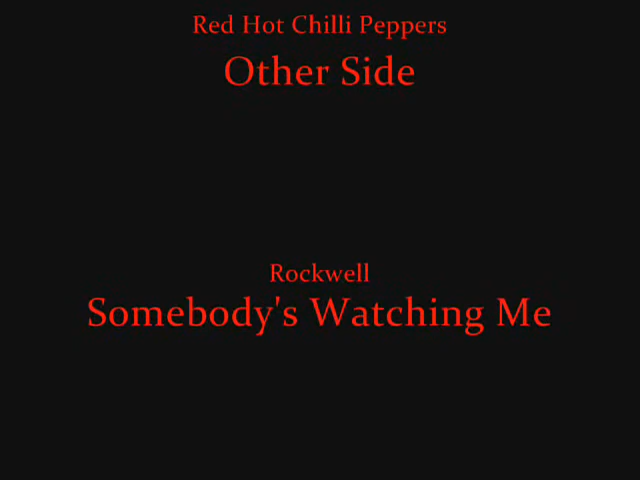 Red Hot Chilli Peppers
Other Side
Rockwell
Somebody's Watching Me